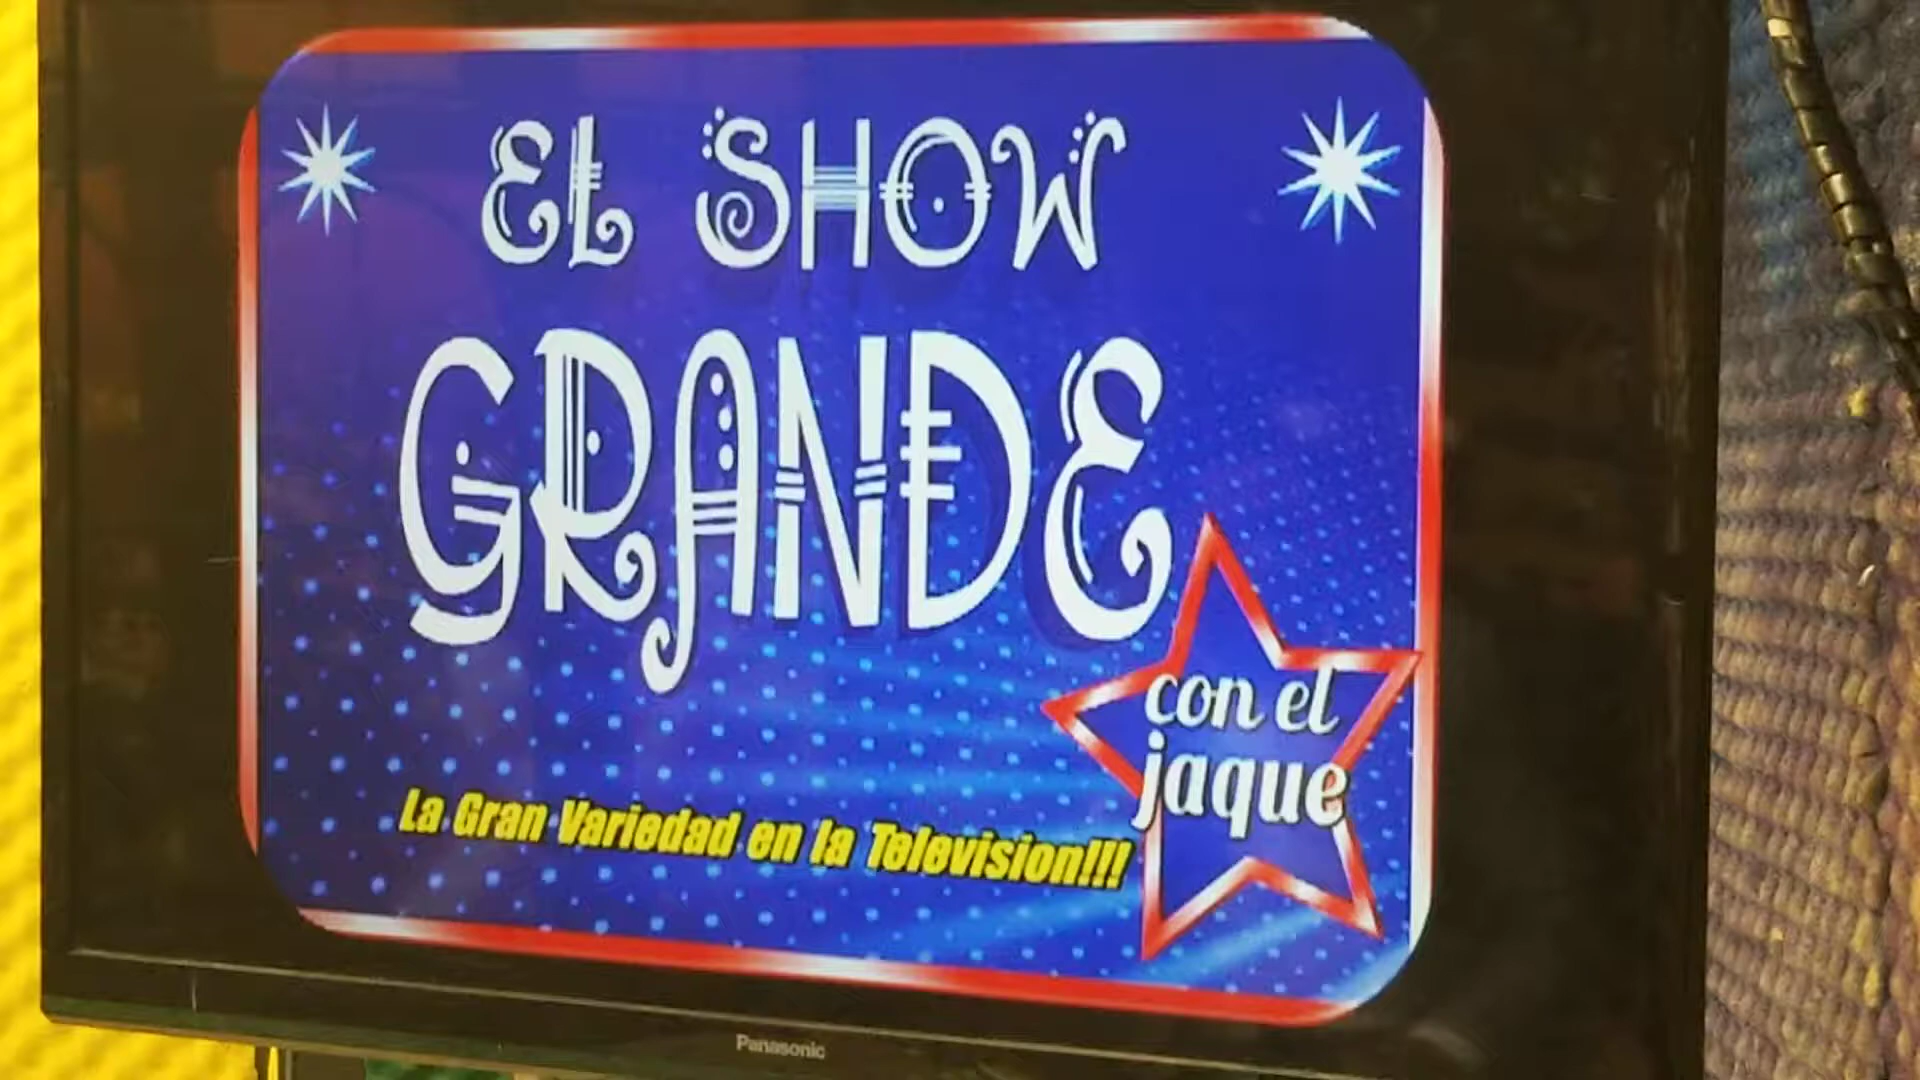 EL SHOW
GRANDE
con el
jaque
La Gran Variedad en la Television!!!
Panasonic